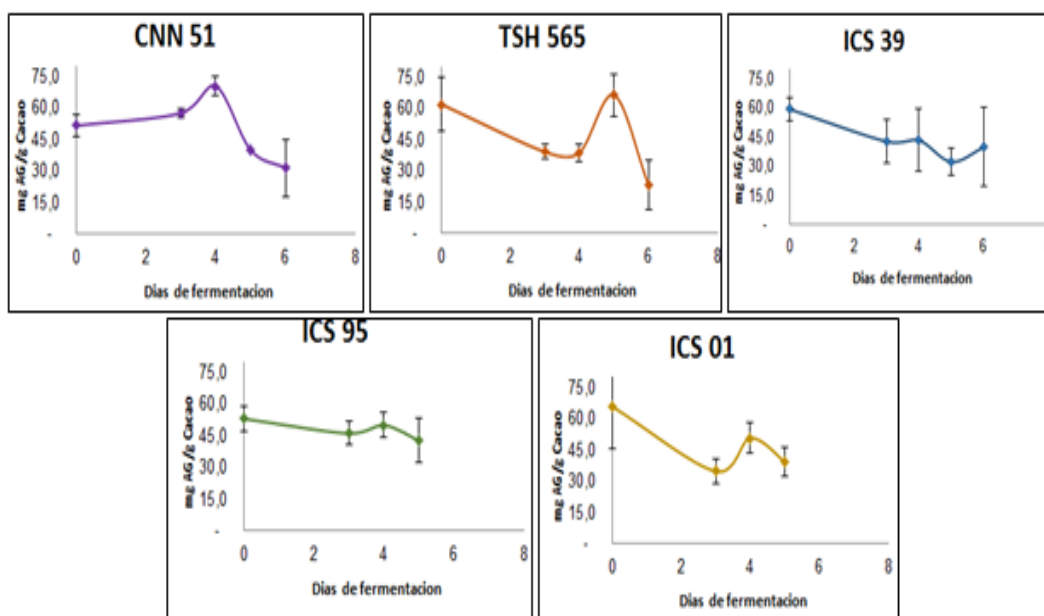 CNN 51
75,0
60,0
45,0
30,0
15,0
-
mg AG/g Cacao
0 2 4 6 8
Dias de fermentacion
TSH 565
75,0
60,0
45,0
30,0
15,0
-
mg AG/g Cacao
0 2 4 6 8
Dias de fermentacion
ICS 39
75,0
60,0
45,0
30,0
15,0
-
mg AG/g Cacao
0 2 4 6
Dias de fermentacion
ICS 95
75,0
60,0
45,0
30,0
15,0
-
mg AG/g Cacao
0 2 4 6 8
Dias de fermentacion
ICS 01
75,0
60,0
45,0
30,0
15,0
-
mg AG/g Cacao
0 2 4 6 8
Dias de fermentacion